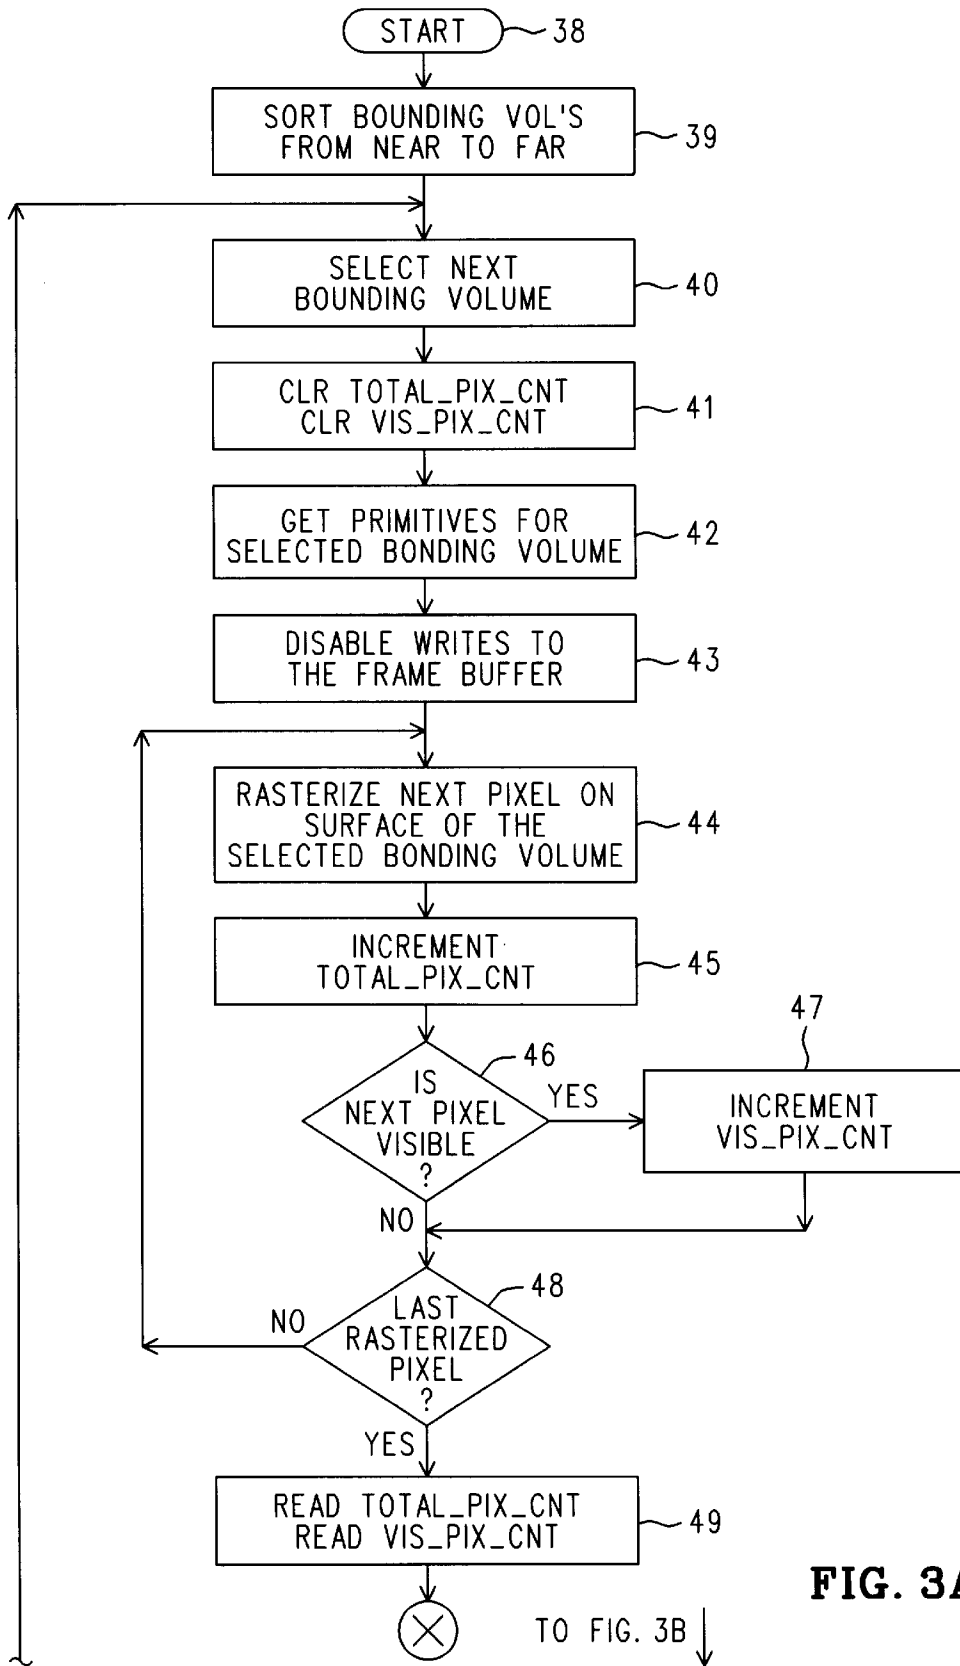 START
38
SORT BOUNDING VOL'S
FROM NEAR TO FAR
39
SELECT NEXT
BOUNDING VOLUME
40
CLR TOTAL_PIX_CNT
CLR VIS_PIX_CNT
41
GET PRIMITIVES FOR
SELECTED BONDING VOLUME
42
DISABLE WRITES TO
THE FRAME BUFFER
43
RASTERIZE NEXT PIXEL ON
SURFACE OF THE
SELECTED BONDING VOLUME
44
INCREMENT
TOTAL_PIX_CNT
45
IS
NEXT PIXEL
VISIBLE
?
46
YES
47
INCREMENT
VIS_PIX_CNT
NO
LAST
RASTERIZED
PIXEL
?
48
NO
YES
READ TOTAL_PIX_CNT
READ VIS_PIX_CNT
49
TO FIG. 3B
FIG. 3A